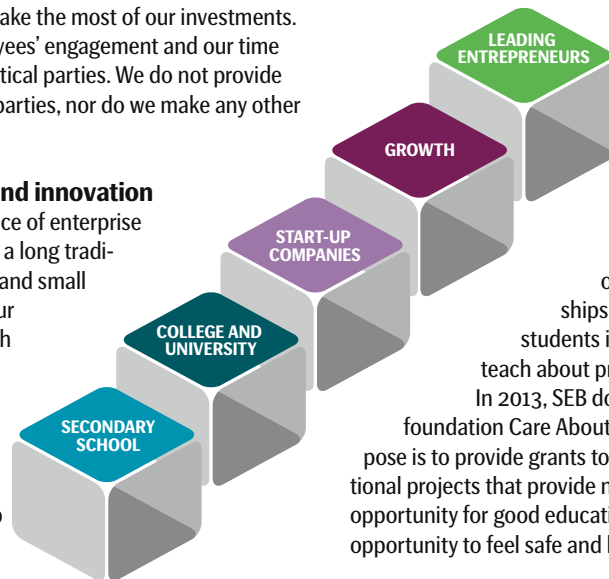 ake the most of our investments.
yees’ engagement and our time
tical parties. We do not provide
parties, nor do we make any other
nd innovation
ce of enterprise
a long tradi-
and small
ur
h
LEADING
ENTREPRENEURS
GROWTH
START-UP
COMPANIES
COLLEGE AND
UNIVERSITY
SECONDARY
SCHOOL
ships
students i
teach about pr
In 2013, SEB do
foundation Care About
pose is to provide grants to
tional projects that provide n
opportunity for good educati
opportunity to feel safe and